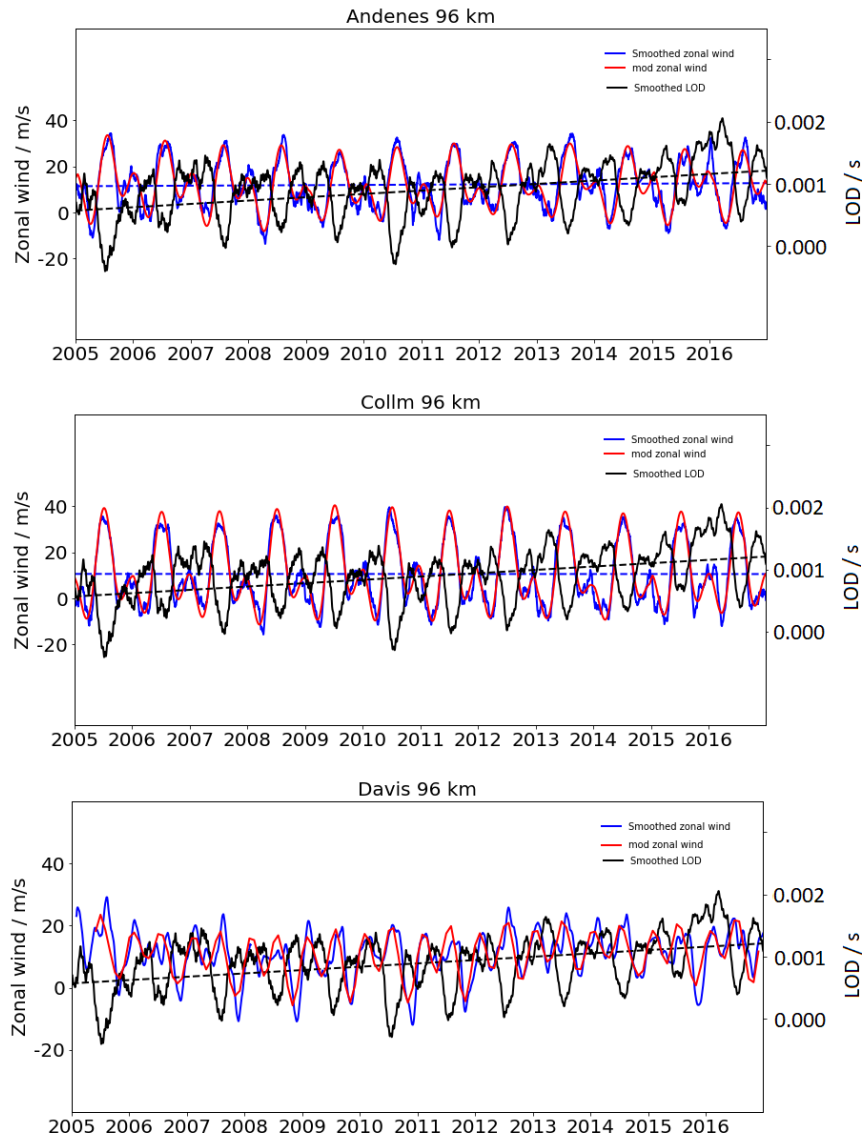 Andenes 96 km
Smoothed zonal wind
mod zonal wind
Smoothed LOD
Zonal wind / m/s
40
20
0
-20
0.002
0.001
0.000
LOD / s
2005 2006 2007 2008 2009 2010 2011 2012 2013 2014 2015 2016
Collm 96 km
Smoothed zonal wind
mod zonal wind
Smoothed LOD
Zonal wind / m/s
40
20
0
-20
0.002
0.001
0.000
LOD / s
2005 2006 2007 2008 2009 2010 2011 2012 2013 2014 2015 2016
Davis 96 km
Smoothed zonal wind
mod zonal wind
Smoothed LOD
Zonal wind / m/s
40
20
0
-20
0.002
0.001
0.000
LOD / s
2005 2006 2007 2008 2009 2010 2011 2012 2013 2014 2015 2016